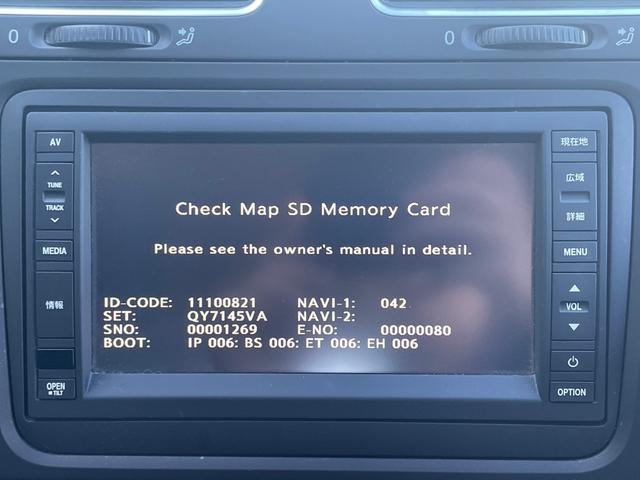 0
0
AV
TUNE
TRACK
MEDIA
情報
OPEN
TILT
Check Map SD Memory Card
Please see the owner's manual in detail.
ID-CODE: 11100821 NAVI-1: 042
SET: QY7145VA NAVI-2:
SNO: 00001269 E-NO: 00000080
BOOT: IP 006: BS 006: ET 006: EH 006
現在地
広域
詳細
MENU
VOL
OPTION